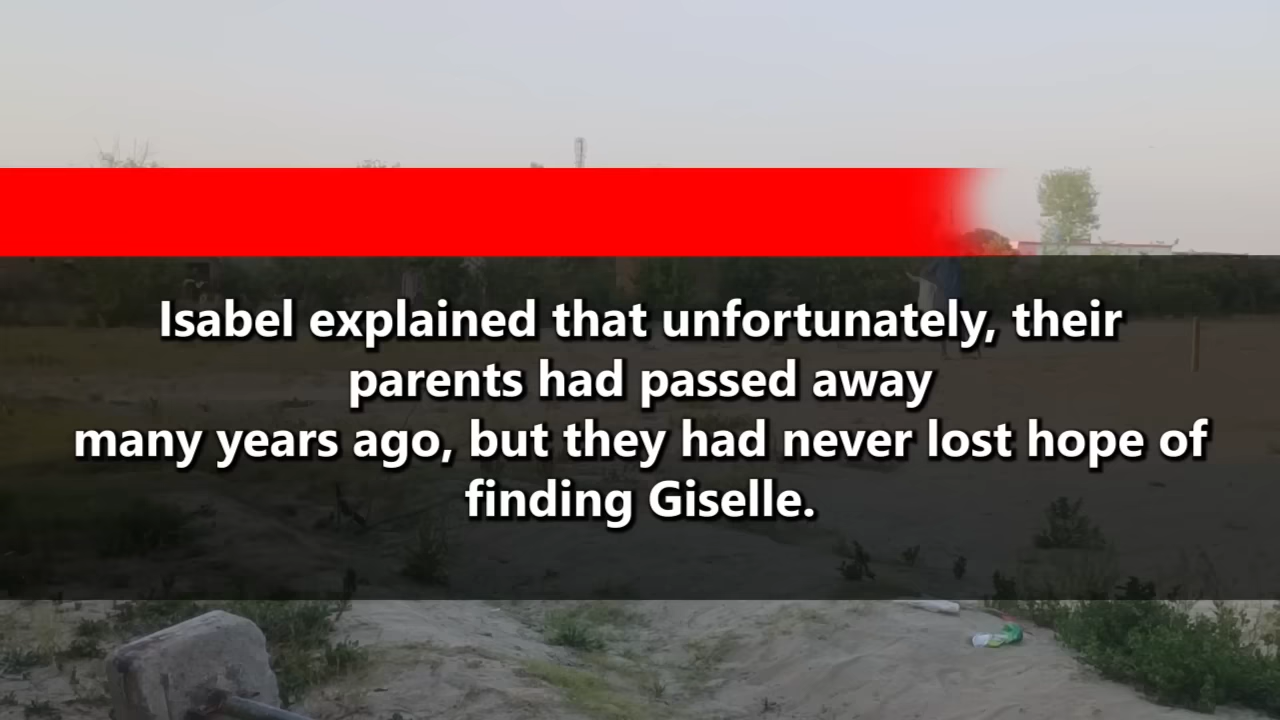 Isabel explained that unfortunately, their
parents had passed away
many years ago, but they had never lost hope of
finding Giselle.